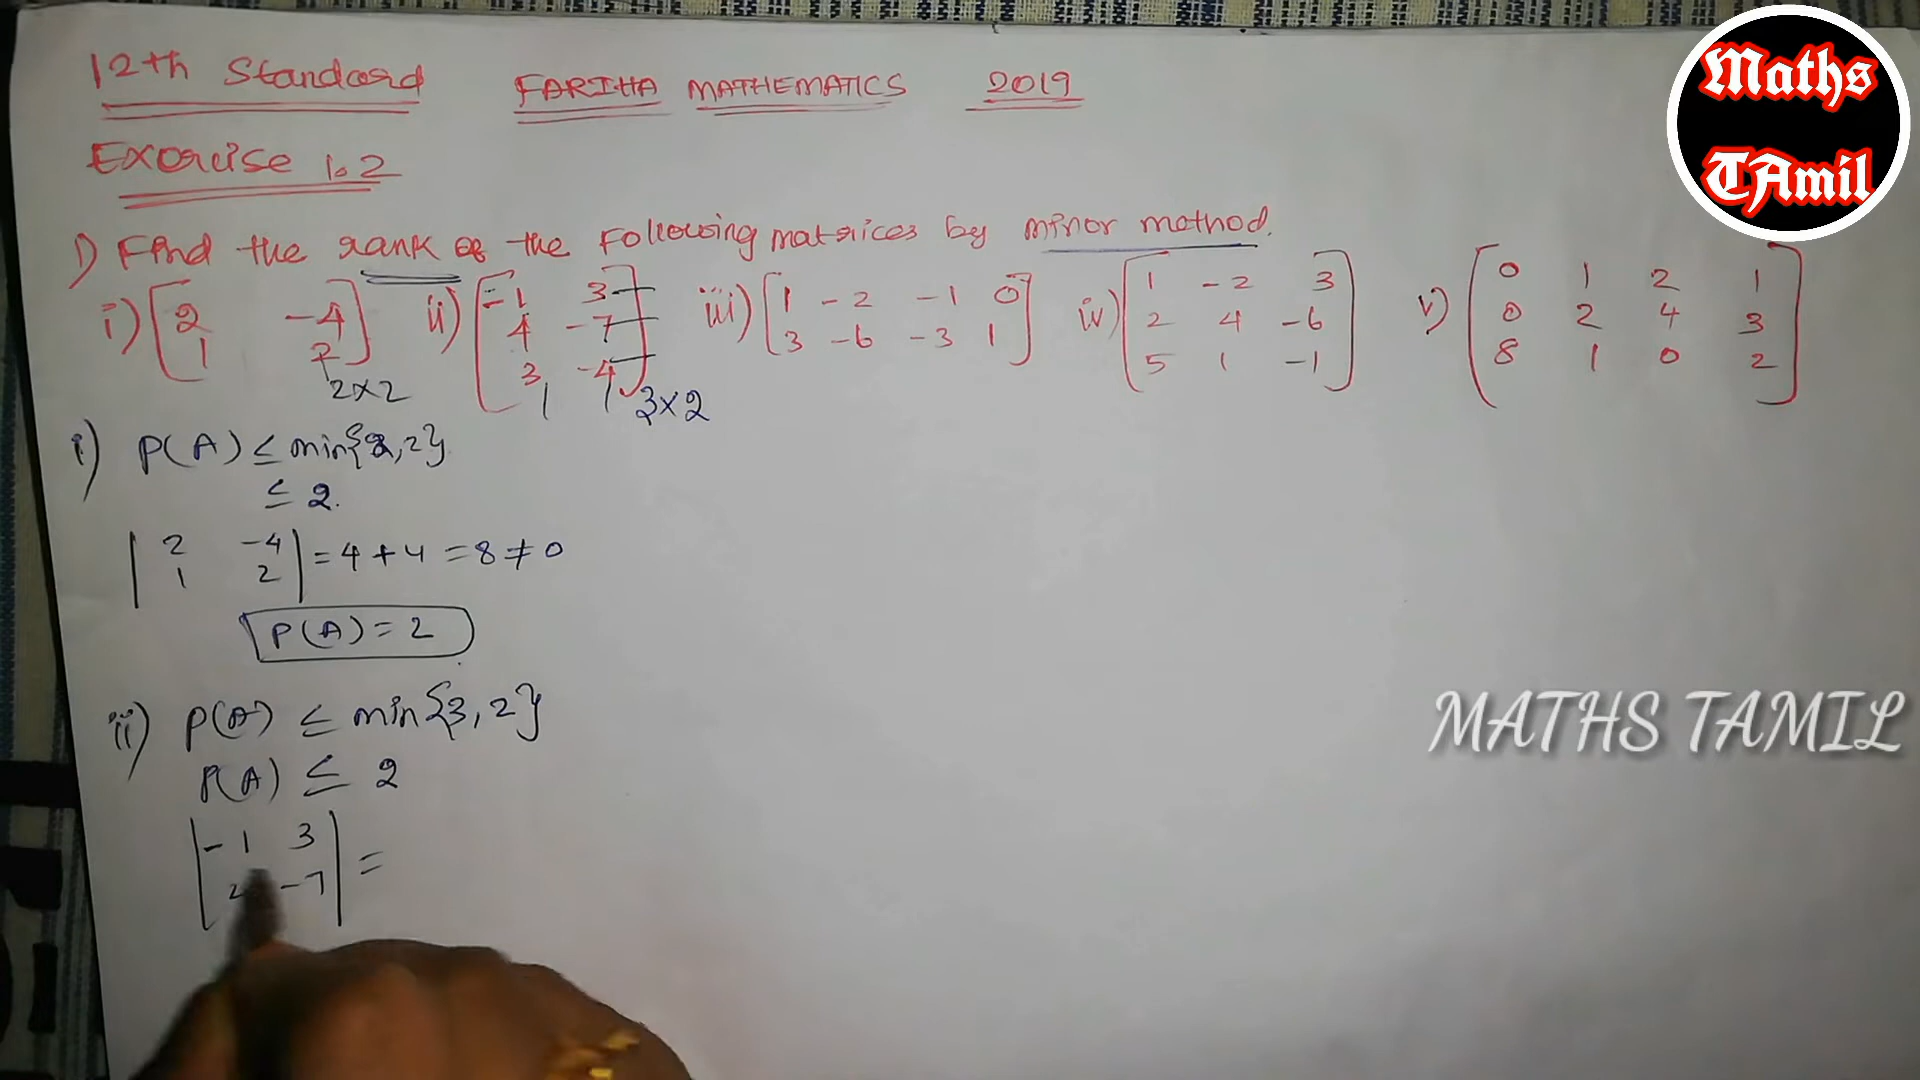 12th Standard FARITHA MATHEMATICS 2019
Maths
TAmil
Exercise 1.2
1) Find the rank of the Following matrices by minor method.
i) [2 -4 ii) [-1 3 iii) [1 -2 -1 0] iv) [1 -2 3] v) [0 1 2 1]
1 2] 4 -7 3 -6 -3 1 2 4 -6 0 2 4 3
3 -4] 5 1 -1 8 1 0 2
2×2 3×2
i) P(A) ≤ min{2,2}
≤ 2.
|2 -4| = 4+4 = 8 ≠ 0
1 2
P(A) = 2
ii) P(A) ≤ min{3,2}
P(A) ≤ 2
|-1 3| =
-7
MATHS TAMIL